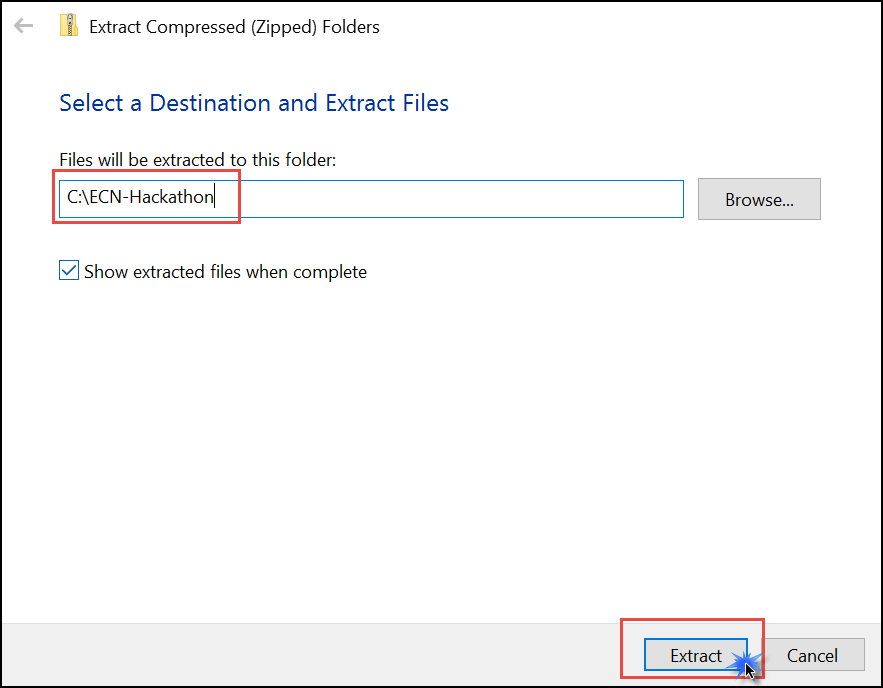 Extract Compressed (Zipped) Folders
Select a Destination and Extract Files
Files will be extracted to this folder:
C:\ECN-Hackathon
Browse...
Show extracted files when complete
Extract
Cancel